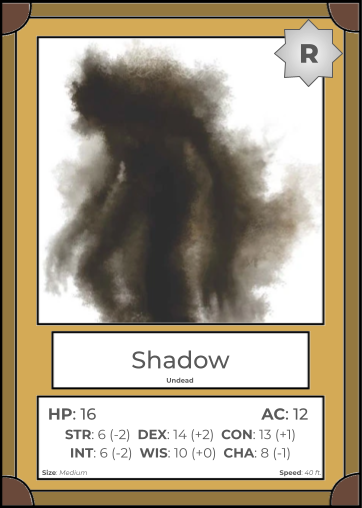 R
Shadow
Undead
HP: 16 AC: 12
STR: 6 (-2) DEX: 14 (+2) CON: 13 (+1)
INT: 6 (-2) WIS: 10 (+0) CHA: 8 (-1)
Size: Medium Speed: 40 ft.